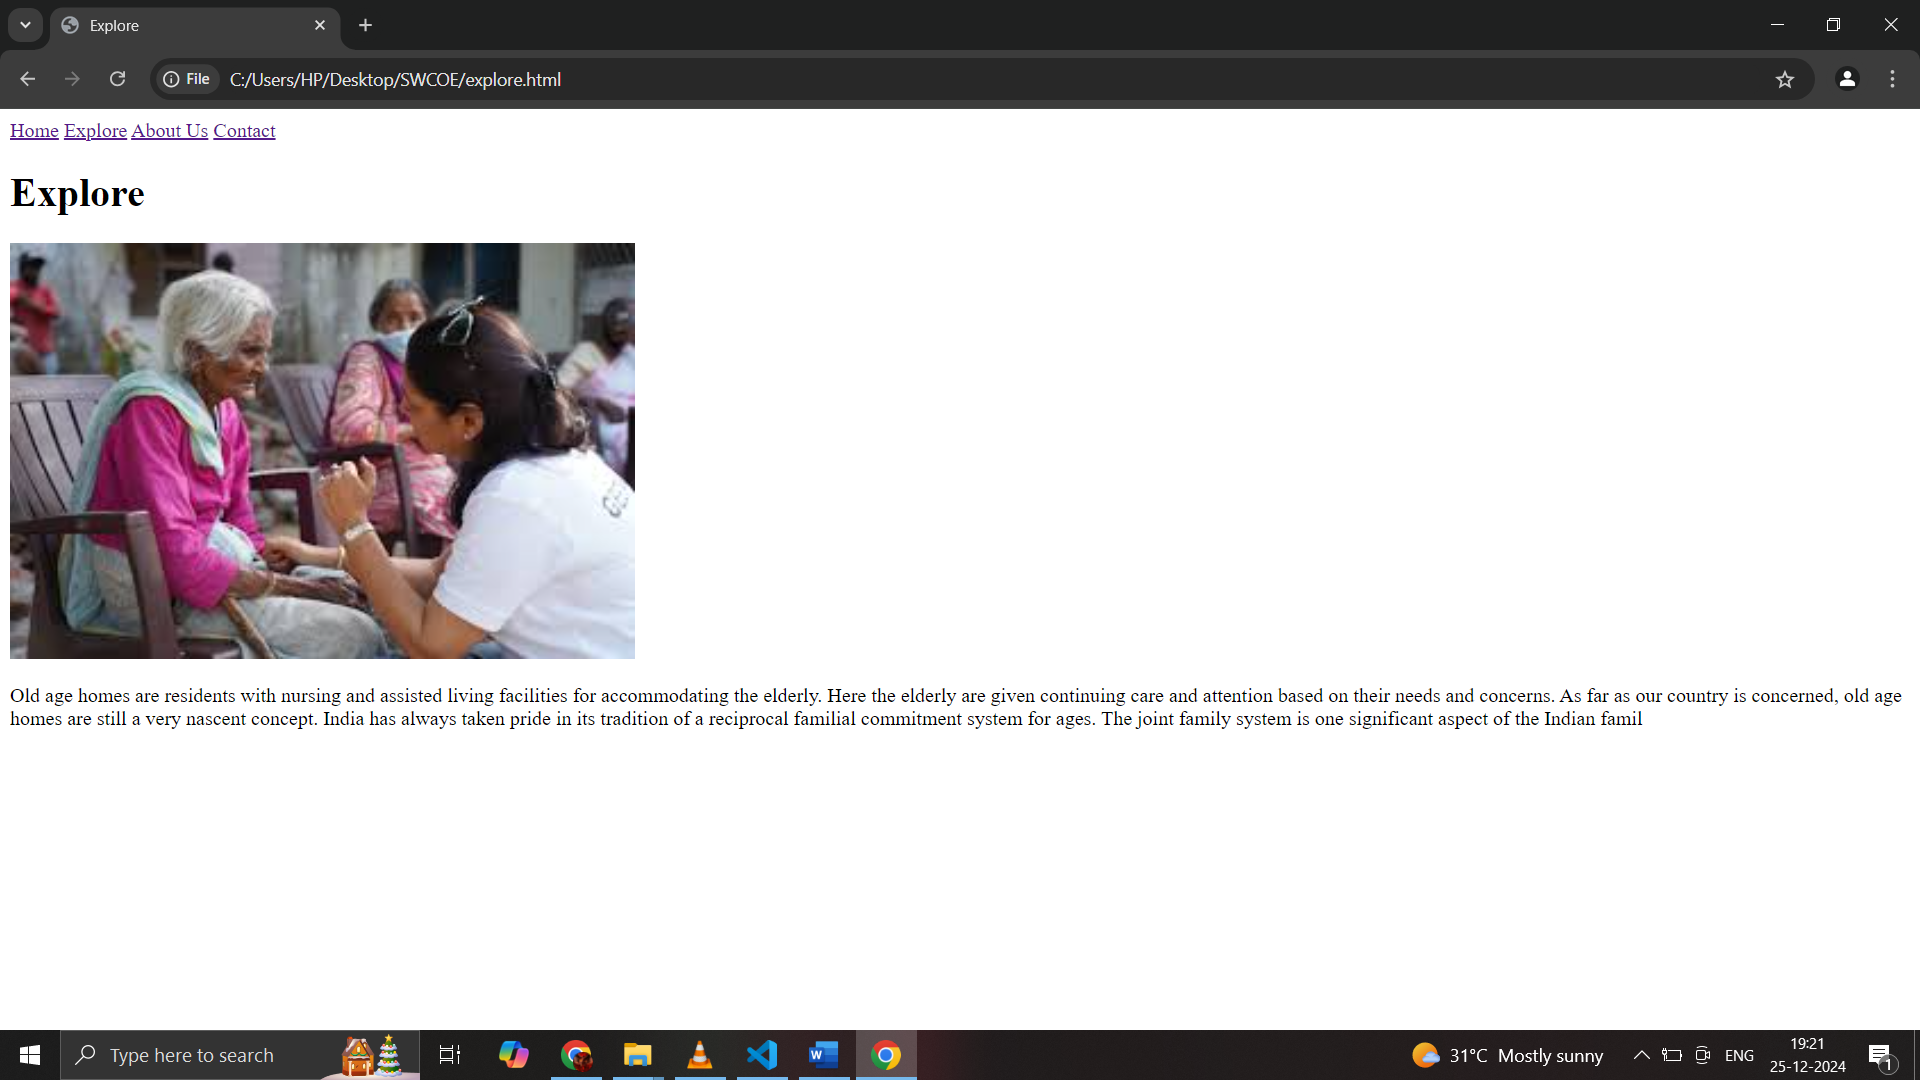 Explore
File C:/Users/HP/Desktop/SWCOE/explore.html
Home Explore About Us Contact
Explore
Old age homes are residents with nursing and assisted living facilities for accommodating the elderly. Here the elderly are given continuing care and attention based on their needs and concerns. As far as our country is concerned, old age
homes are still a very nascent concept. India has always taken pride in its tradition of a reciprocal familial commitment system for ages. The joint family system is one significant aspect of the Indian famil
Type here to search
31°C Mostly sunny
ENG
19:21
25-12-2024
1